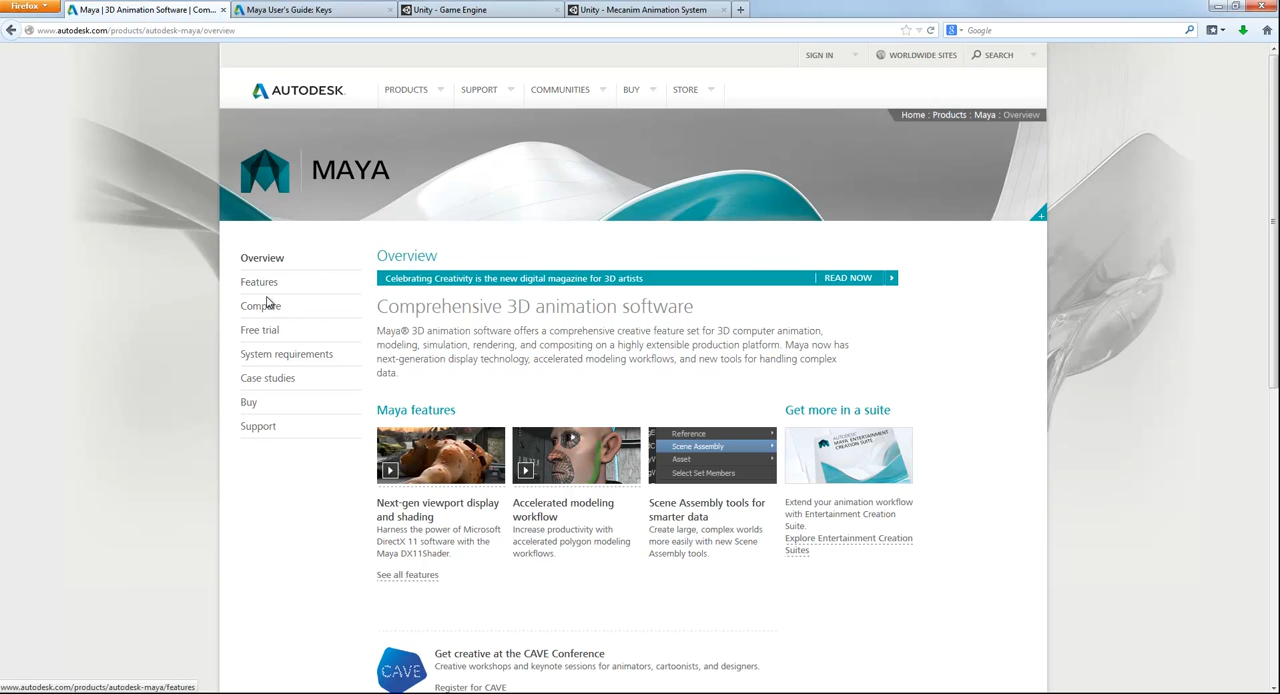 Firefox
Maya | 3D Animation Software | Com...
Maya User's Guide: Keys
Unity - Game Engine
Unity - Mecanim Animation System
www.autodesk.com/products/autodesk-maya/overview
Google
SIGN IN
WORLDWIDE SITES
SEARCH
AUTODESK.
PRODUCTS
SUPPORT
COMMUNITIES
BUY
STORE
Home : Products : Maya : Overview
MAYA
Overview
Features
Compare
Free trial
System requirements
Case studies
Buy
Support
Overview
Celebrating Creativity is the new digital magazine for 3D artists
READ NOW
Comprehensive 3D animation software
Maya® 3D animation software offers a comprehensive creative feature set for 3D computer animation,
modeling, simulation, rendering, and compositing on a highly extensible production platform. Maya now has
next-generation display technology, accelerated modeling workflows, and new tools for handling complex
data.
Maya features
Next-gen viewport display
and shading
Harness the power of Microsoft
DirectX 11 software with the
Maya DX11Shader.
See all features
Accelerated modeling
workflow
Increase productivity with
accelerated polygon modeling
workflows.
Reference
Scene Assembly
Asset
Select Set Members
Scene Assembly tools for
smarter data
Create large, complex worlds
more easily with new Scene
Assembly tools.
Get more in a suite
AUTODESK
MAYA ENTERTAINMENT
CREATION SUITE
Extend your animation workflow
with Entertainment Creation
Suite.
Explore Entertainment Creation
Suites
CAVE
Get creative at the CAVE Conference
Creative workshops and keynote sessions for animators, cartoonists, and designers.
Register for CAVE
www.autodesk.com/products/autodesk-maya/features